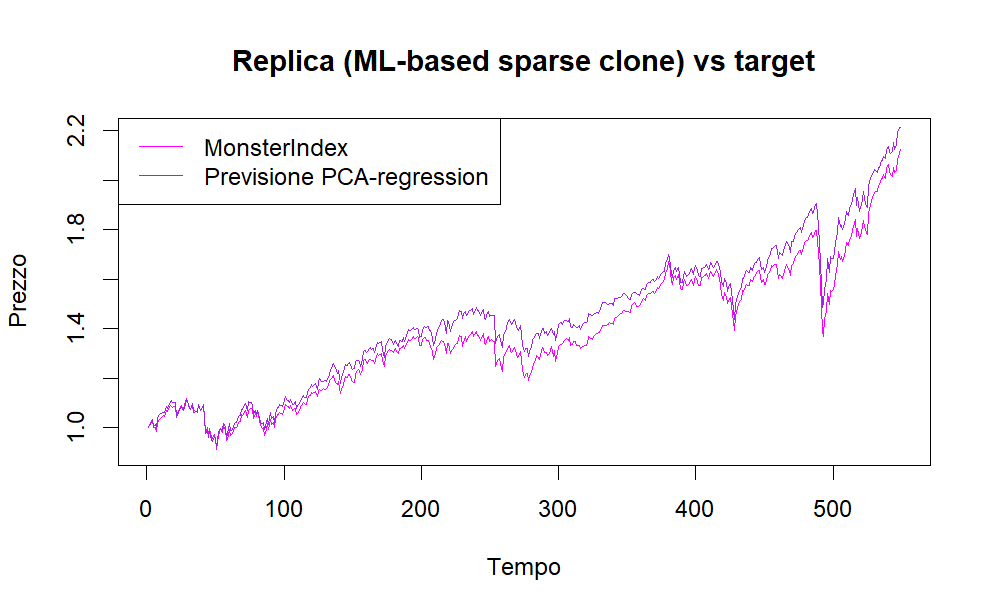 Replica (ML-based sparse clone) vs target
MonsterIndex
Previsione PCA-regression
Prezzo
2.2
1.8
1.4
1.0
0 100 200 300 400 500
Tempo